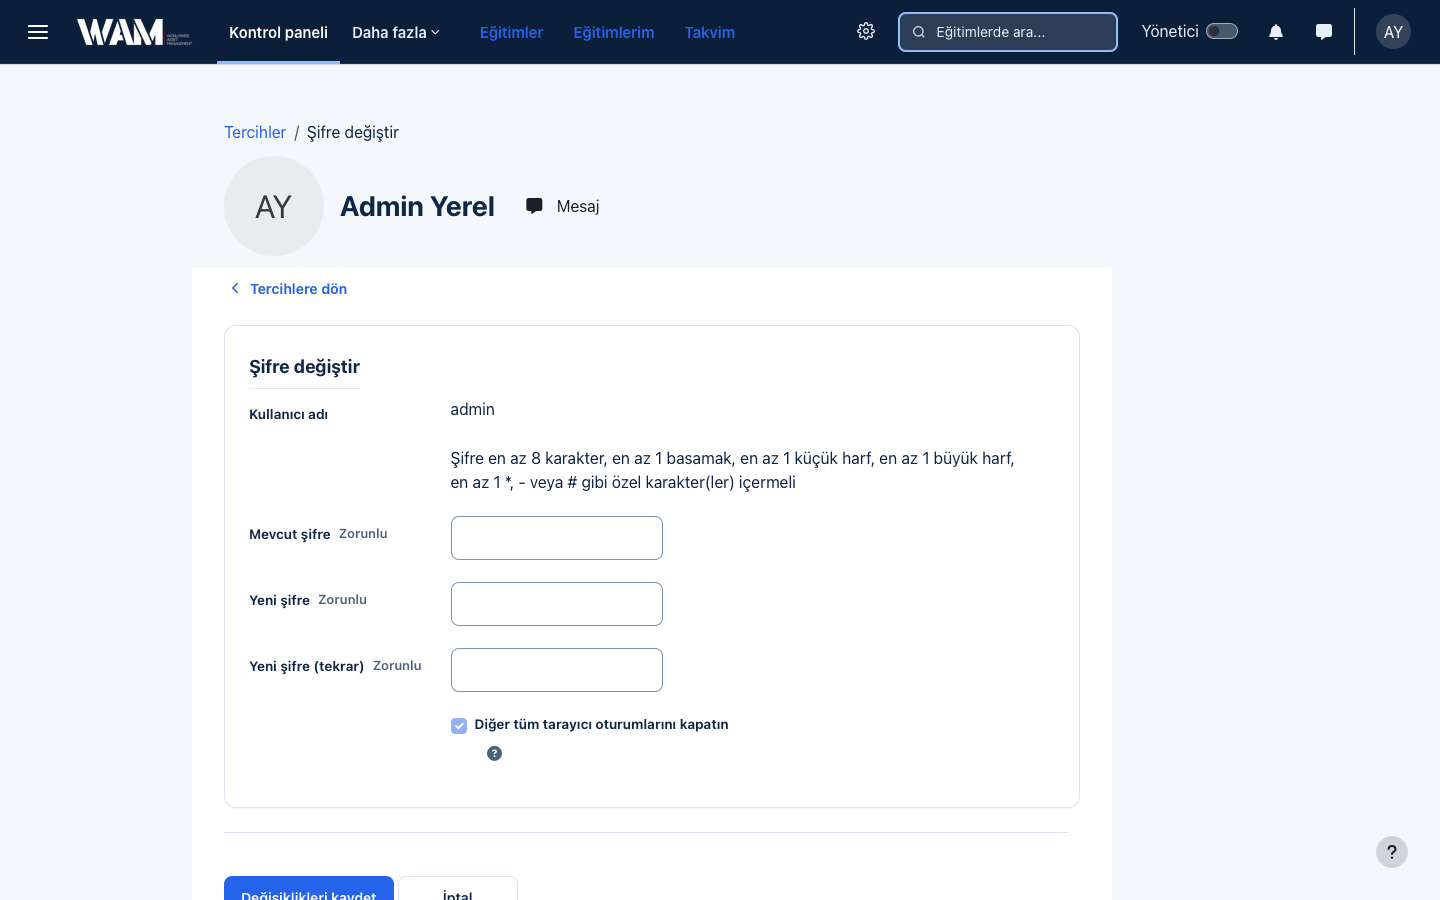 WAM WORLDWIDE ASSET MANAGEMENT
Kontrol paneli Daha fazla Eğitimler Eğitimlerim Takvim Eğitimlerde ara... Yönetici AY
Tercihler / Şifre değiştir
AY Admin Yerel Mesaj
Tercihlere dön
Şifre değiştir
Kullanıcı adı admin
Şifre en az 8 karakter, en az 1 basamak, en az 1 küçük harf, en az 1 büyük harf,
en az 1 *, - veya # gibi özel karakter(ler) içermeli
Mevcut şifre Zorunlu
Yeni şifre Zorunlu
Yeni şifre (tekrar) Zorunlu
Diğer tüm tarayıcı oturumlarını kapatın
?
?
Değişiklikleri kaydet İptal